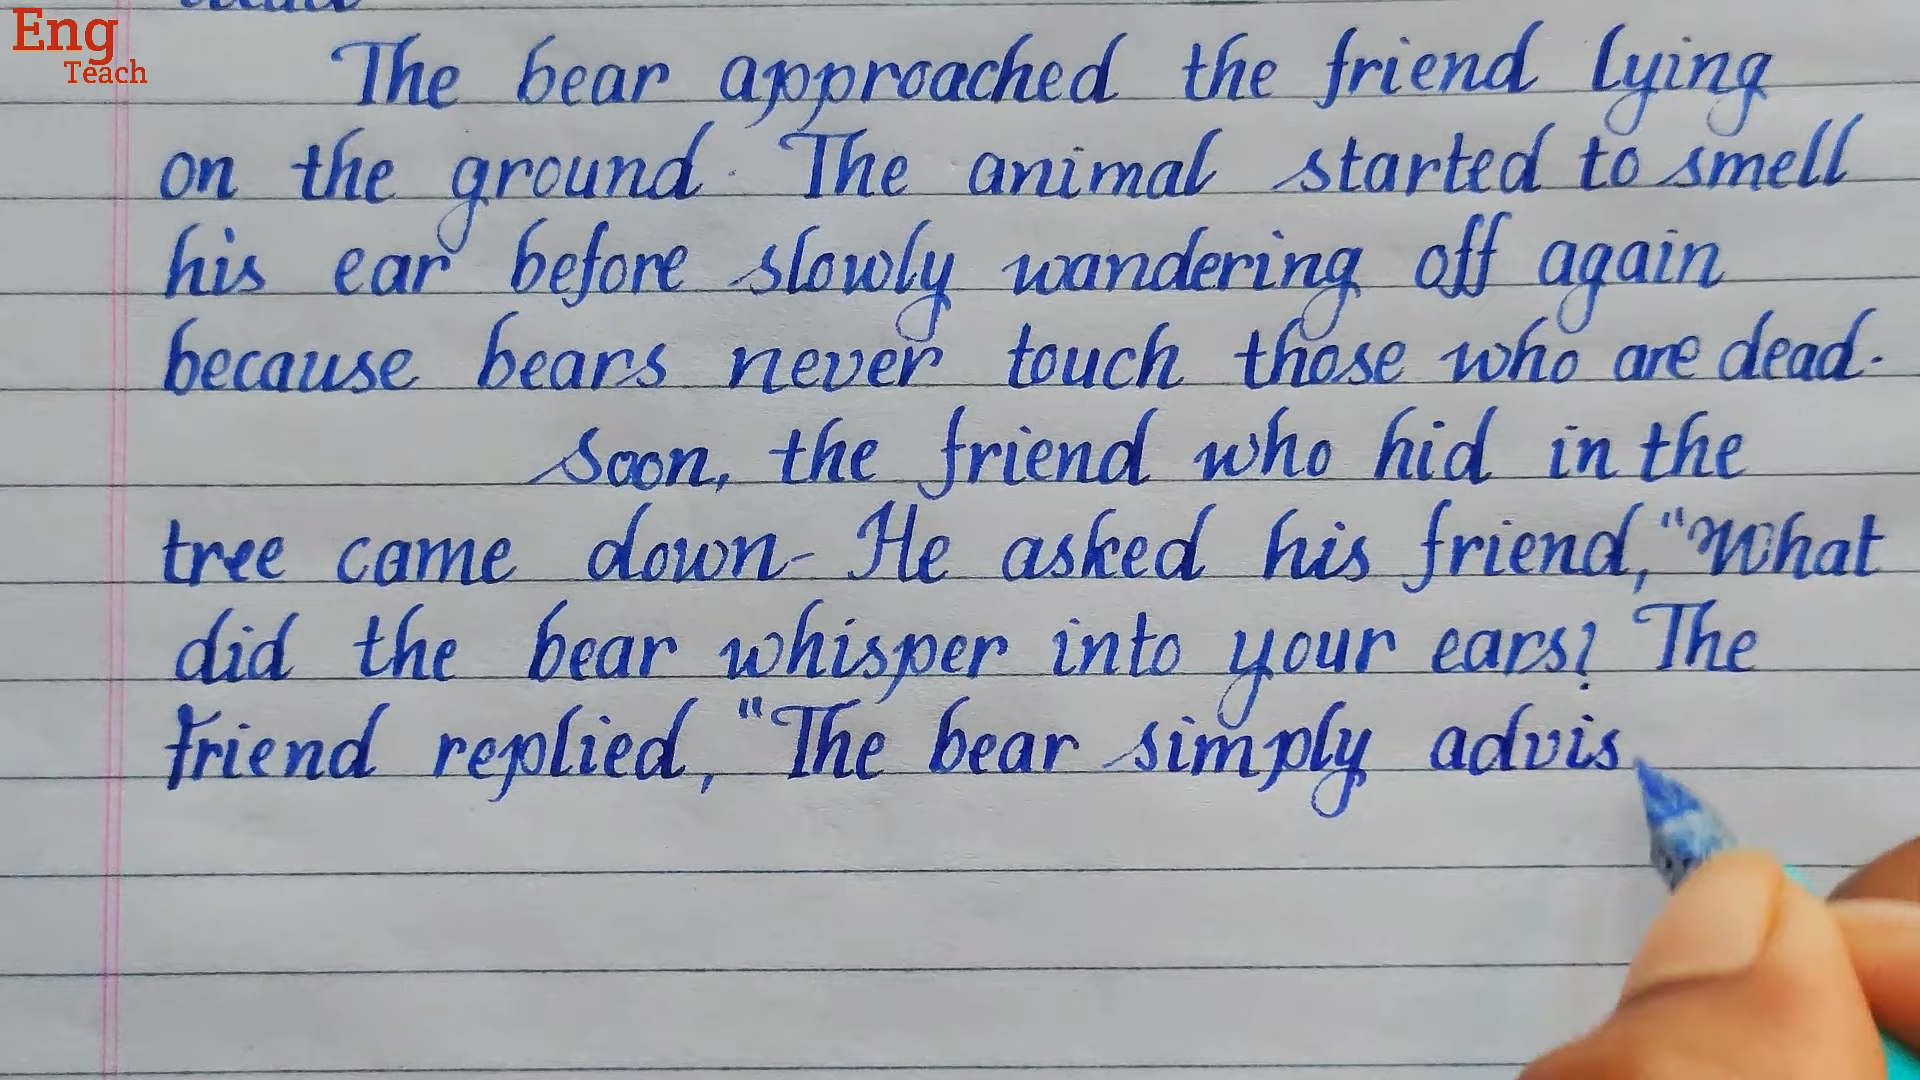 Eng
Teach
The bear approached the friend lying
on the ground. The animal started to smell
his ear before slowly wandering off again
because bears never touch those who are dead.
Soon, the friend who hid in the
tree came down- He asked his friend, "What
did the bear whisper into your ears? The
friend replied, "The bear simply advis